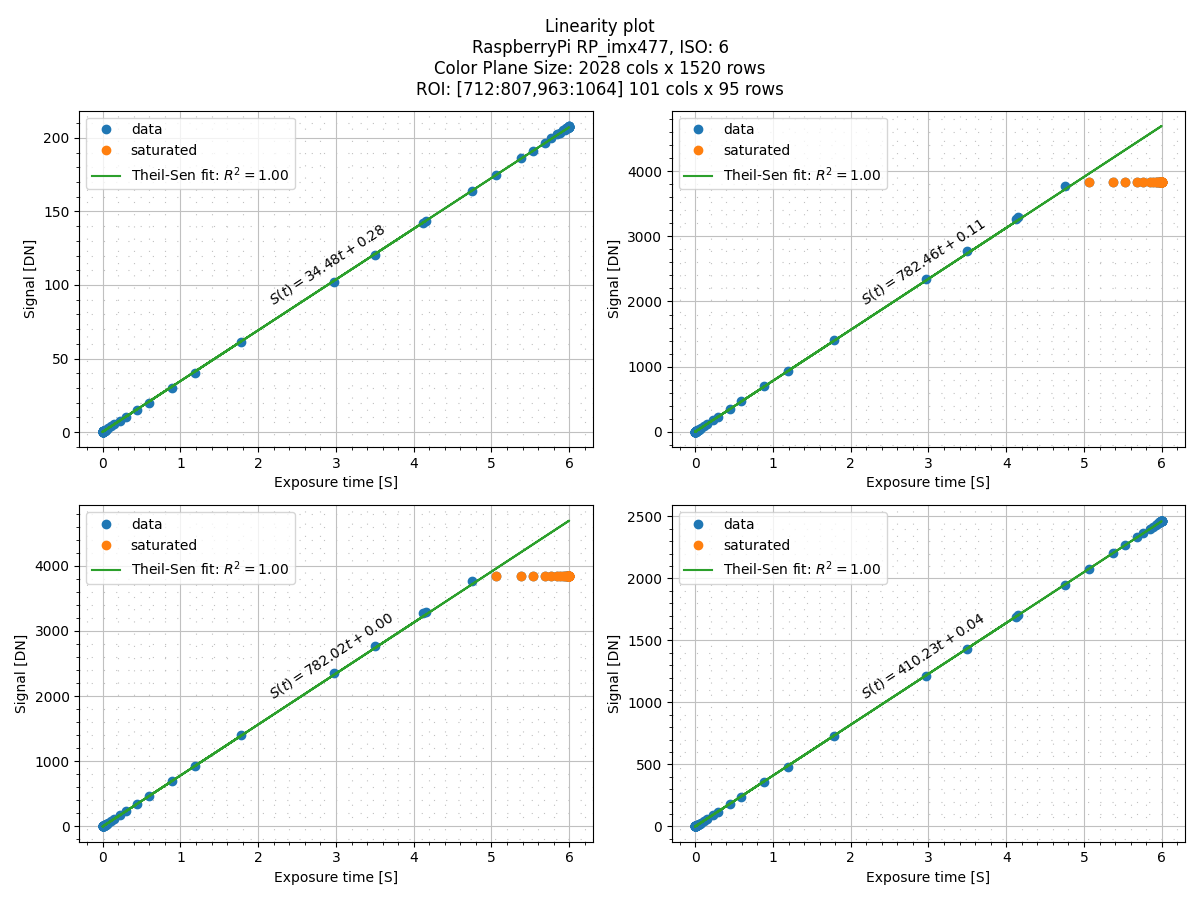 Linearity plot
RaspberryPi RP_imx477, ISO: 6
Color Plane Size: 2028 cols x 1520 rows
ROI: [712:807,963:1064] 101 cols x 95 rows
data
saturated
Theil-Sen fit: R² = 1.00
S(t) = 34.48t + 0.28
Signal [DN]
200
150
100
50
0
0 1 2 3 4 5 6
Exposure time [S]
data
saturated
Theil-Sen fit: R² = 1.00
S(t) = 782.46t + 0.11
Signal [DN]
4000
3000
2000
1000
0
0 1 2 3 4 5 6
Exposure time [S]
data
saturated
Theil-Sen fit: R² = 1.00
S(t) = 782.02t + 0.00
Signal [DN]
4000
3000
2000
1000
0
0 1 2 3 4 5 6
Exposure time [S]
data
saturated
Theil-Sen fit: R² = 1.00
S(t) = 410.23t + 0.04
Signal [DN]
2500
2000
1500
1000
500
0
0 1 2 3 4 5 6
Exposure time [S]